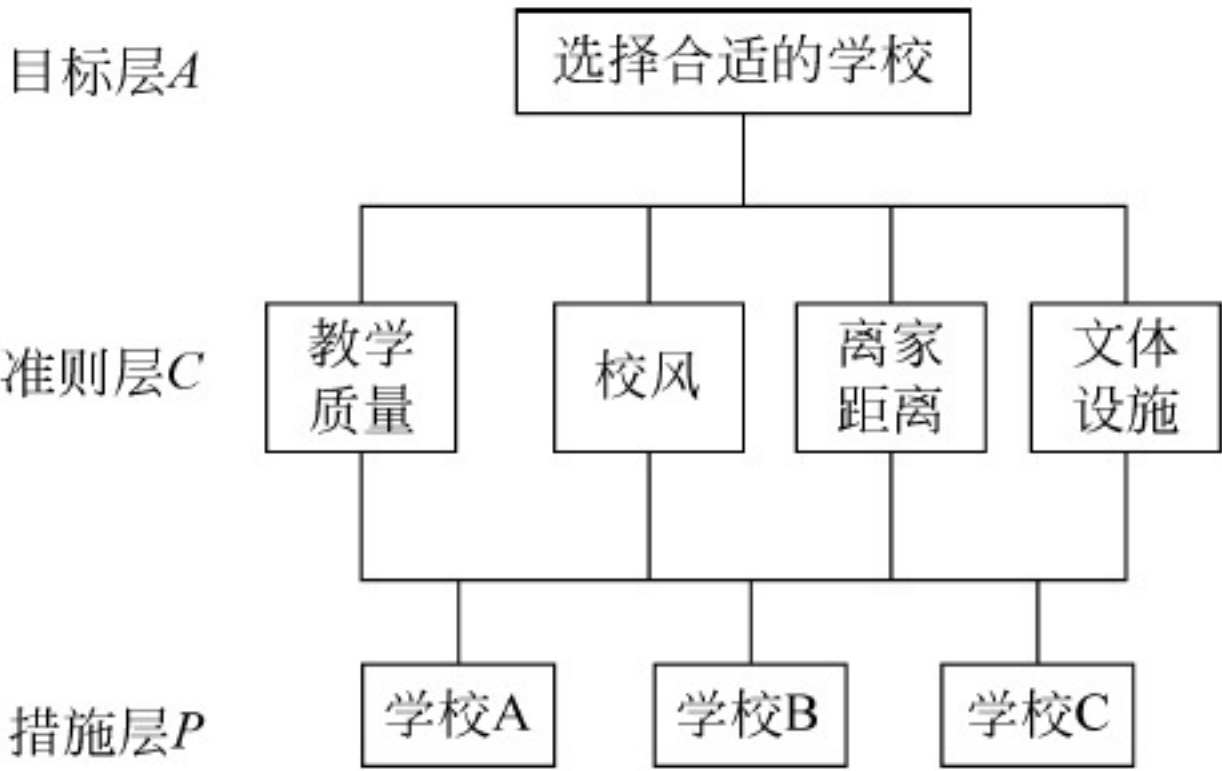 目标层A
选择合适的学校
准则层C
教学
质量
校风
离家
距离
文体
设施
措施层P
学校A
学校B
学校C